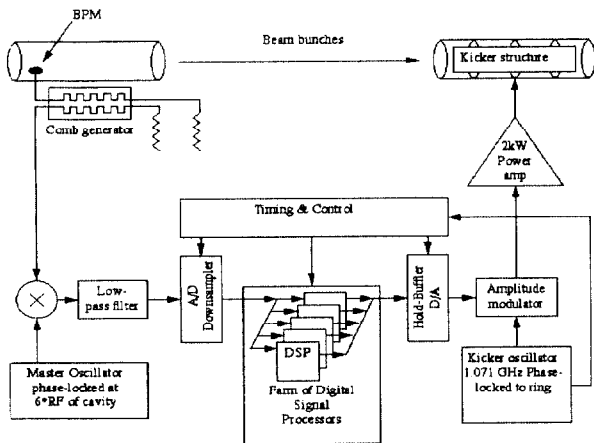 BPM
Beam bunches
Kicker structure
Comb generator
2kW
Power
amp
Timing & Control
Low-
pass filter
A/D
Downsampler
DSP
Farm of Digital
Signal
Processors
Hold-Buffer
D/A
Amplitude
modulator
Master Oscillator
phase-locked at
6*RF of cavity
Kicker oscillator
1.071 GHz Phase-
locked to ring